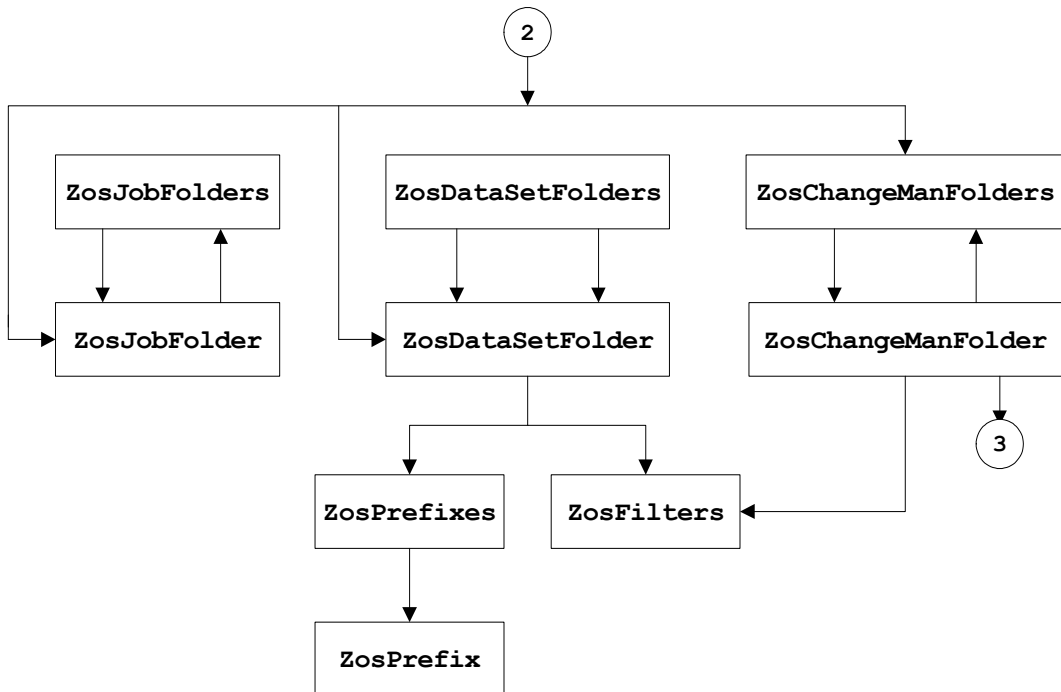 2
ZosJobFolders
ZosDataSetFolders
ZosChangeManFolders
ZosJobFolder
ZosDataSetFolder
ZosChangeManFolder
3
ZosPrefixes
ZosFilters
ZosPrefix